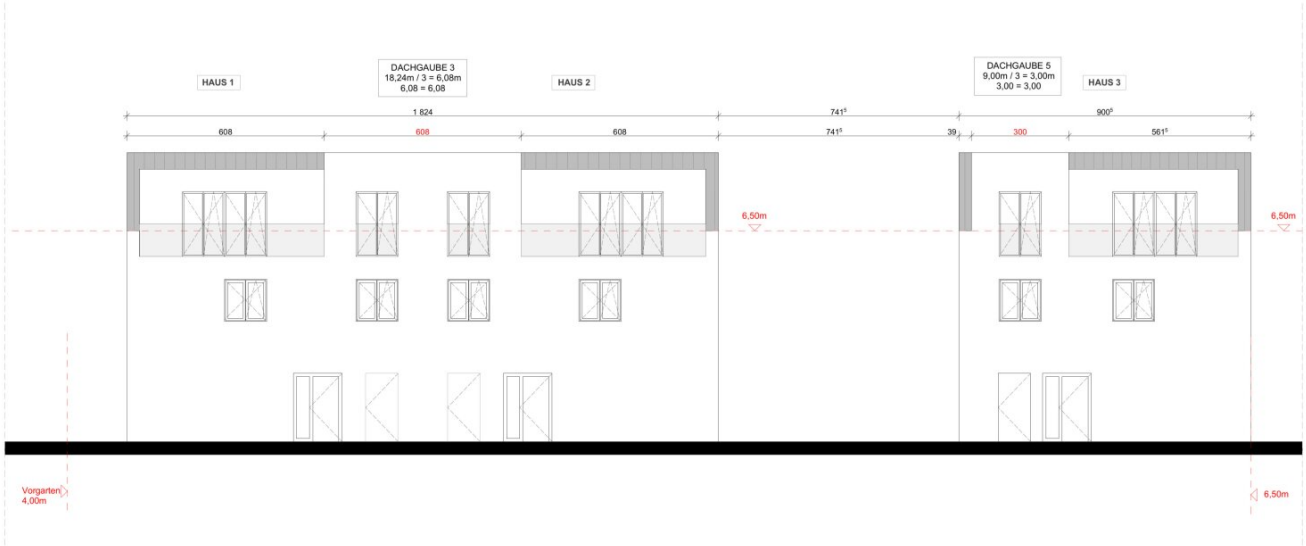 HAUS 1
DACHGAUBE 3
18,24m / 3 = 6,08m
6,08 = 6,08
HAUS 2
DACHGAUBE 5
9,00m / 3 = 3,00m
3,00 = 3,00
HAUS 3
1 824
741⁵
900⁵
608
608
608
741⁵
39
300
561⁵
6,50m
6,50m
Vorgarten
4,00m
6,50m